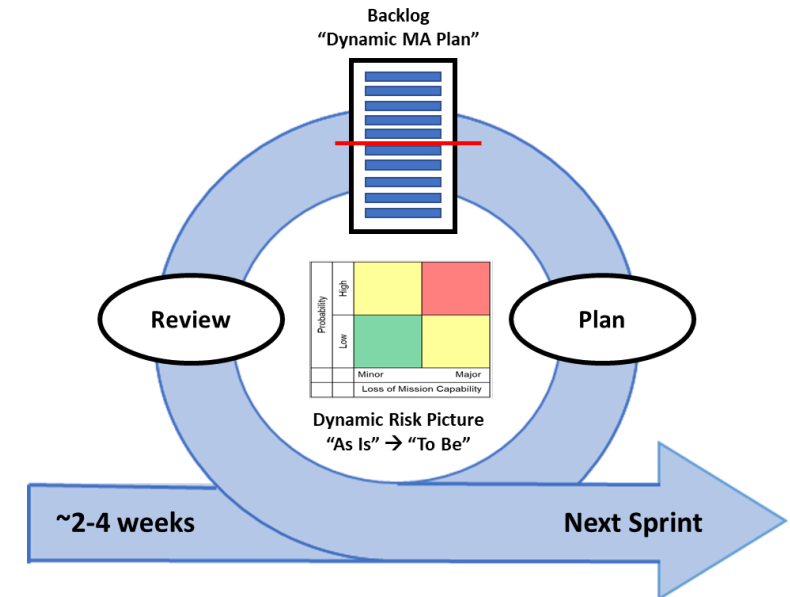 Backlog
“Dynamic MA Plan”
Review
Plan
Probability
High
Low
Minor Major
Loss of Mission Capability
Dynamic Risk Picture
“As Is” → “To Be”
~2-4 weeks
Next Sprint